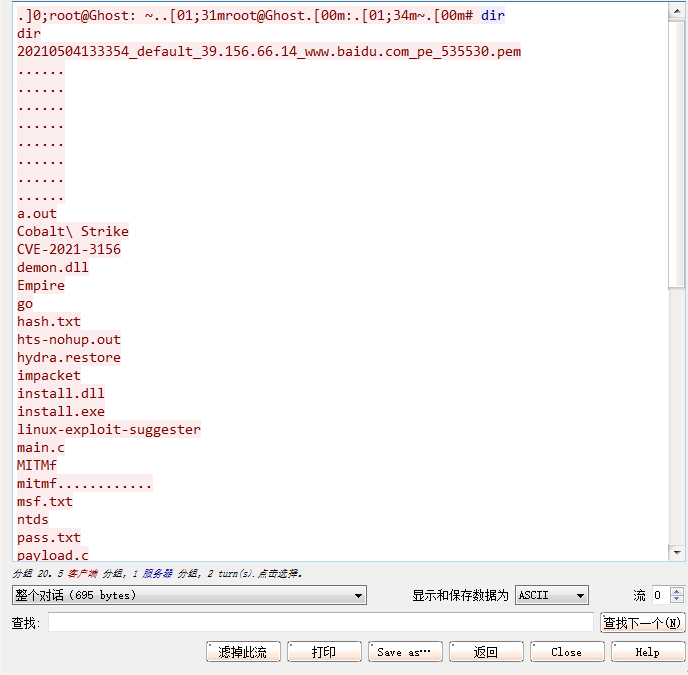 .]0;root@Ghost: ~..[01;31mroot@Ghost.[00m:.[01;34m~.[00m# dir
dir
20210504133354_default_39.156.66.14_www.baidu.com_pe_535530.pem
......
......
......
......
......
......
......
......
a.out
Cobalt\ Strike
CVE-2021-3156
demon.dll
Empire
go
hash.txt
hts-nohup.out
hydra.restore
impacket
install.dll
install.exe
linux-exploit-suggester
main.c
MITMf
mitmf............
msf.txt
ntds
pass.txt
payload.c
分组 20。5 客户端 分组, 1 服务器 分组, 2 turn(s).点击选择。
整个对话 (695 bytes) 显示和保存数据为 ASCII 流 0
查找: 查找下一个(N)
滤掉此流 打印 Save as… 返回 Close Help